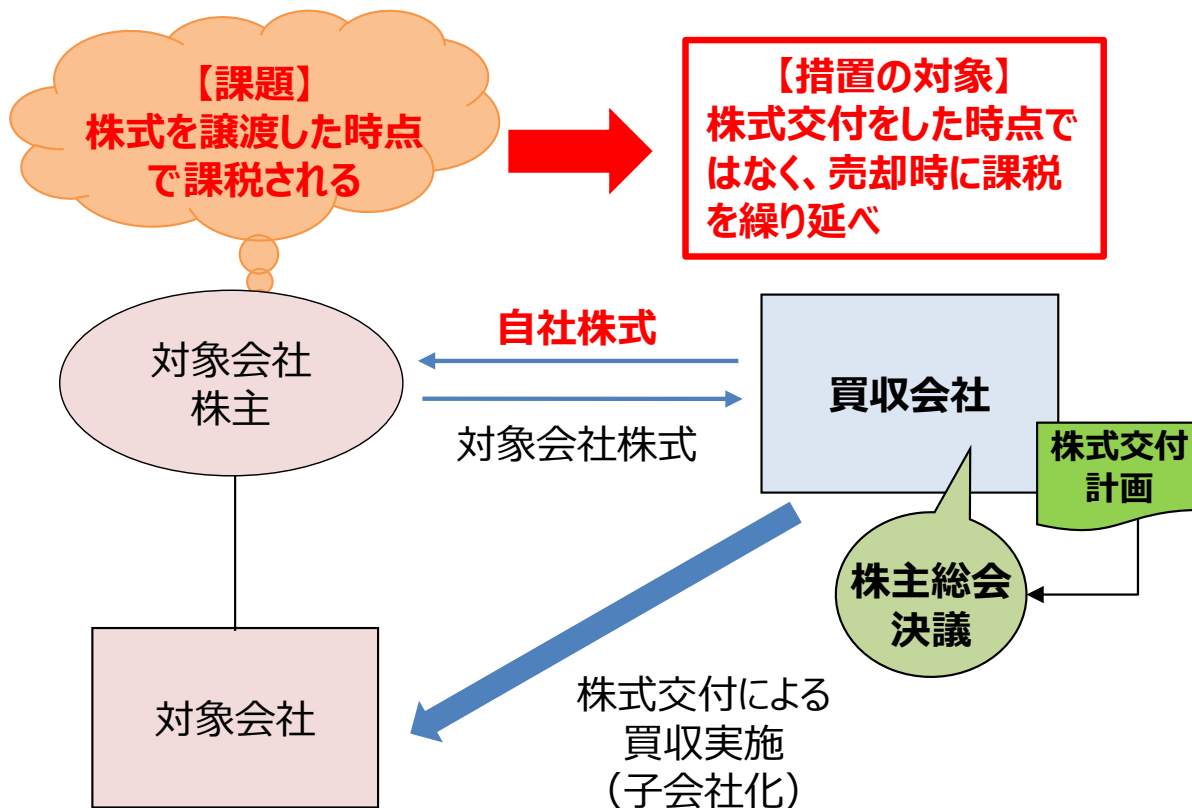 【課題】
株式を譲渡した時点
で課税される
【措置の対象】
株式交付をした時点で
はなく、売却時に課税
を繰り延べ
対象会社
株主
自社株式
対象会社株式
買収会社
株式交付
計画
株主総会
決議
対象会社
株式交付による
買収実施
（子会社化）